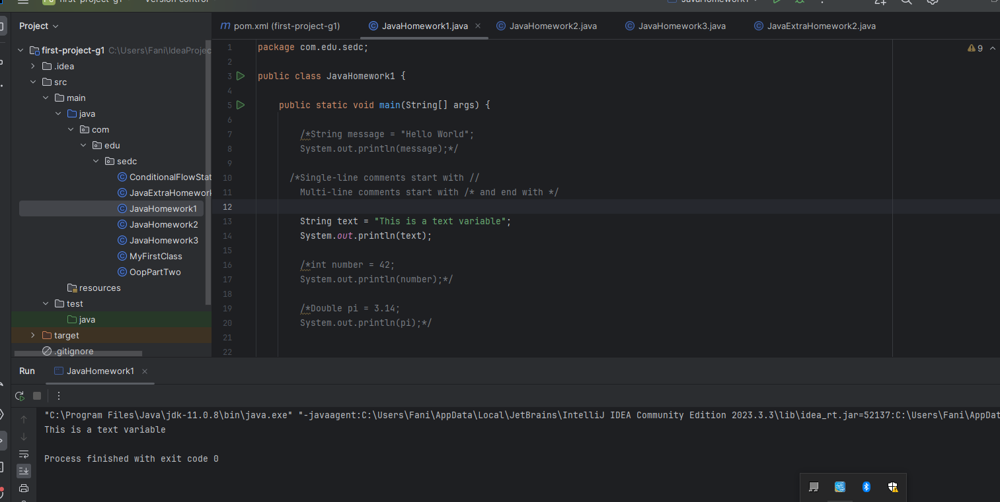 first-project-g1 Version control JavaHomework1
Project
pom.xml (first-project-g1) JavaHomework1.java JavaHomework2.java JavaHomework3.java JavaExtraHomework2.java
first-project-g1 C:\Users\Fani\IdeaProjec
.idea
src
main
java
com
edu
sedc
ConditionalFlowStat
JavaExtraHomework
JavaHomework1
JavaHomework2
JavaHomework3
MyFirstClass
OopPartTwo
resources
test
java
target
.gitignore
9
1 package com.edu.sedc;
2
3 public class JavaHomework1 {
4
5 public static void main(String[] args) {
6
7 /*String message = "Hello World";
8 System.out.println(message);*/
9
10 /*Single-line comments start with //
11 Multi-line comments start with /* and end with */
12
13 String text = "This is a text variable";
14 System.out.println(text);
15
16 /*int number = 42;
17 System.out.println(number);*/
18
19 /*Double pi = 3.14;
20 System.out.println(pi);*/
21
22
Run JavaHomework1
"C:\Program Files\Java\jdk-11.0.8\bin\java.exe" "-javaagent:C:\Users\Fani\AppData\Local\JetBrains\IntelliJ IDEA Community Edition 2023.3.3\lib\idea_rt.jar=52137:C:\Users\Fani\AppDat
This is a text variable
Process finished with exit code 0